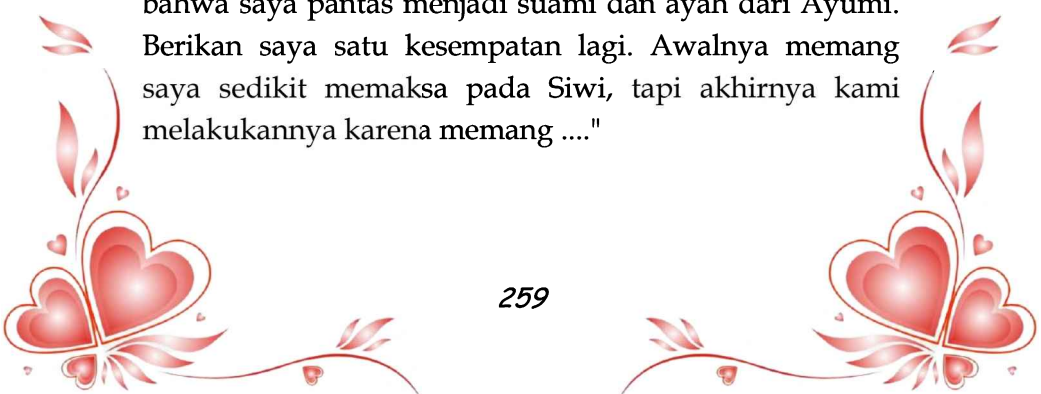 bahwa saya pantas menjadi suami dan ayah dari Ayumi.
Berikan saya satu kesempatan lagi. Awalnya memang
saya sedikit memaksa pada Siwi, tapi akhirnya kami
melakukannya karena memang ...."
259